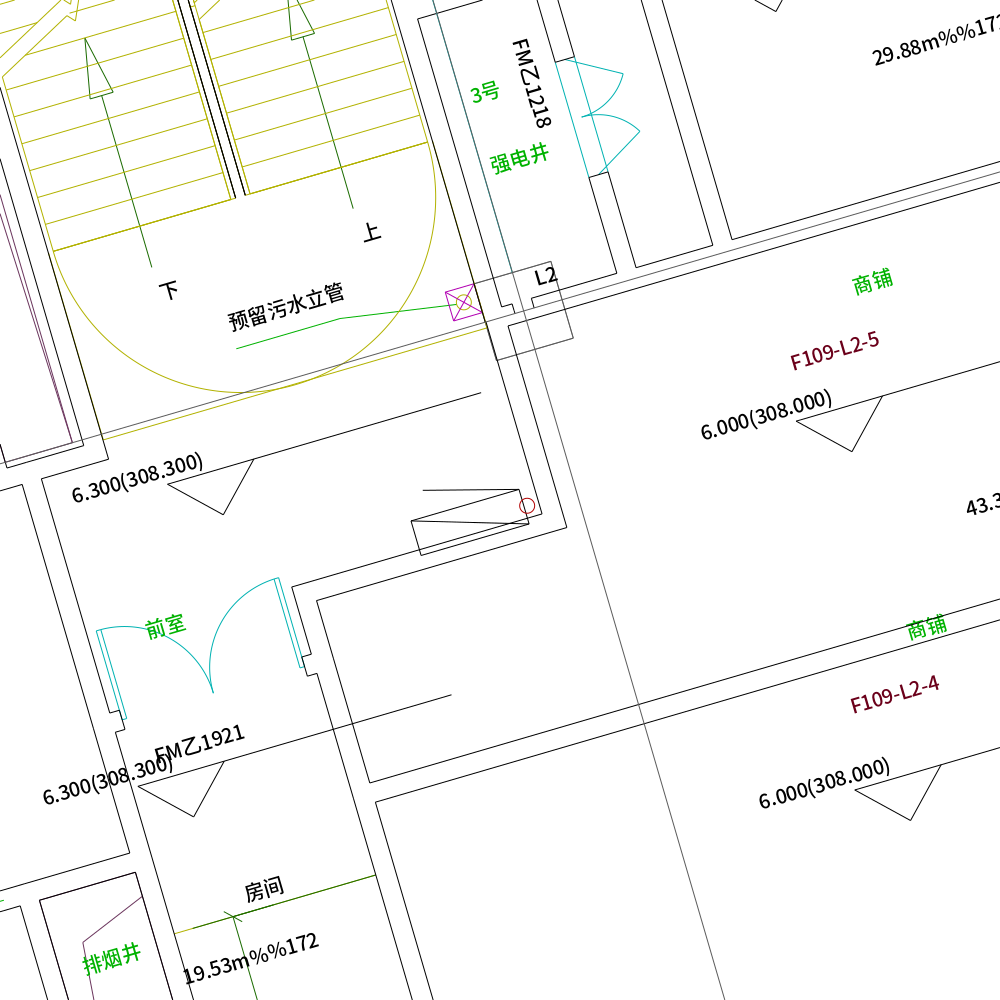 29.88m%%172
FM乙1218
3号
强电井
上
下
L2
预留污水立管
商铺
F109-L2-5
6.000(308.000)
6.300(308.300)
43.3
前室
商铺
F109-L2-4
FM乙1921
6.300(308.300)
6.000(308.000)
房间
19.53m%%172
排烟井